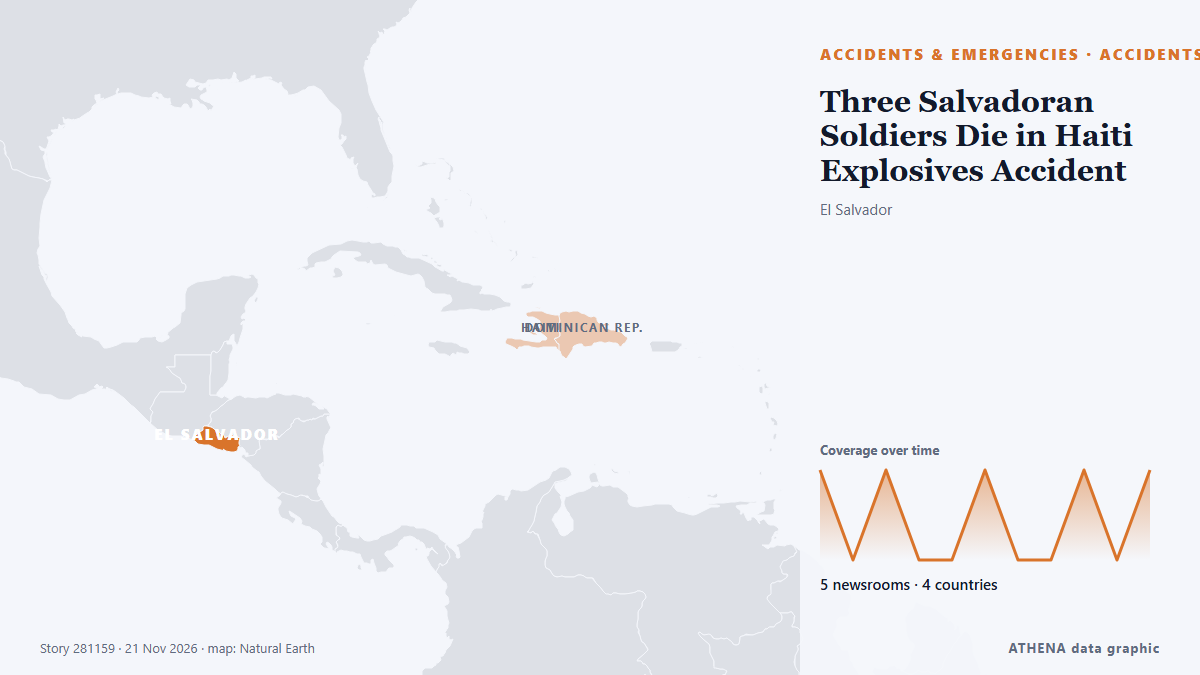 ACCIDENTS & EMERGENCIES · ACCIDENTS
Three Salvadoran
Soldiers Die in Haiti
Explosives Accident
El Salvador
HAITI
DOMINICAN REP.
EL SALVADOR
Coverage over time
5 newsrooms · 4 countries
Story 281159 · 21 Nov 2026 · map: Natural Earth
ATHENA data graphic